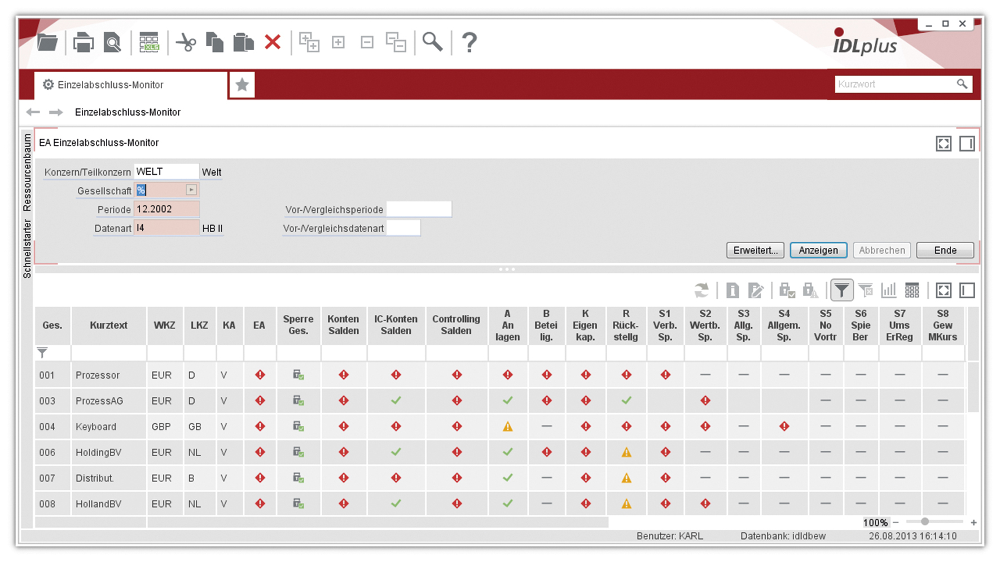 XLS
iDLplus
Einzelabschluss-Monitor
Kurzwort
Einzelabschluss-Monitor
Ressourcenbaum
Schnellstarter
EA Einzelabschluss-Monitor
Konzern/Teilkonzern WELT Welt
Gesellschaft %
Periode 12.2002 Vor-/Vergleichsperiode
Datenart I4 HB II Vor-/Vergleichsdatenart
Erweitert... Anzeigen Abbrechen Ende
Ges. Kurztext WKZ LKZ KA EA Sperre Ges. Konten Salden IC-Konten Salden Controlling Salden A An lagen B Betei lig. K Eigen kap. R Rück- stellg S1 Verb. Sp. S2 Wertb. Sp. S3 Allg. Sp. S4 Allgem. Sp. S5 No Vortr S6 Spie Ber S7 Ums ErReg S8 Gew MKurs
001 Prozessor EUR D V
003 ProzessAG EUR D V
004 Keyboard GBP GB V
006 HoldingBV EUR NL V
007 Distribut. EUR B V
008 HollandBV EUR NL V
100%
Benutzer: KARL Datenbank: idldbew 26.08.2013 16:14:10